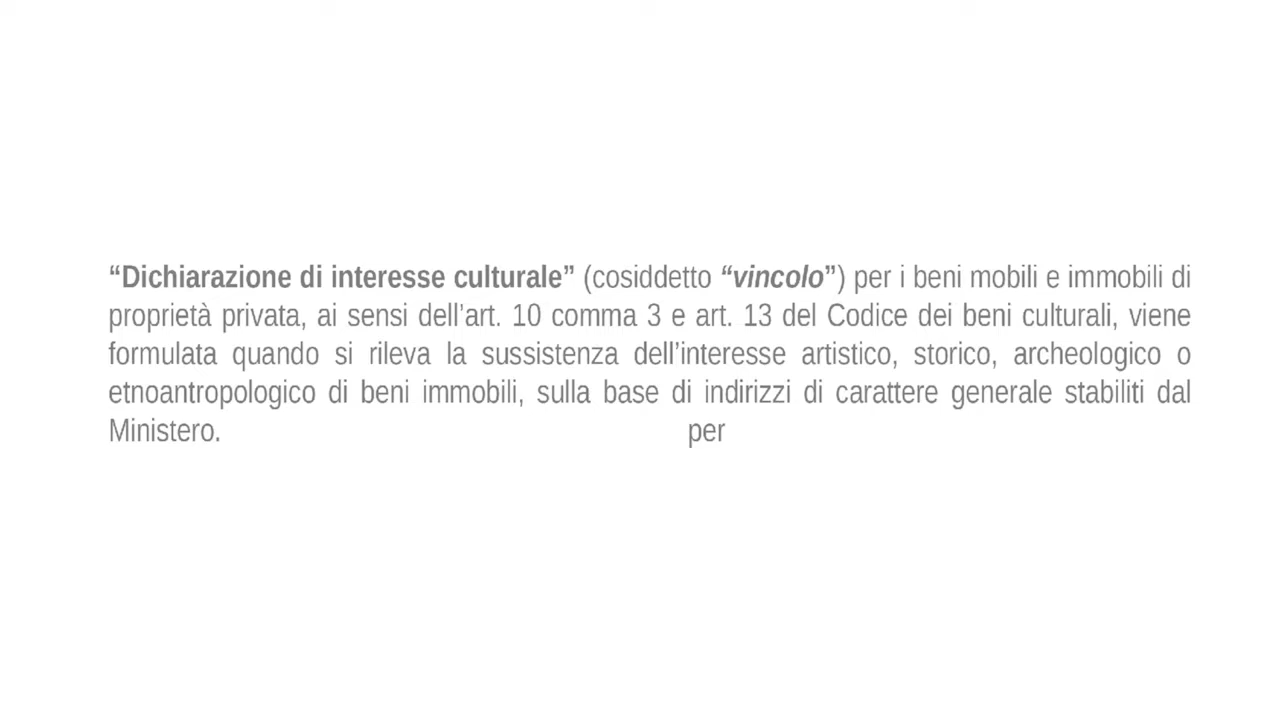 “Dichiarazione di interesse culturale” (cosiddetto “vincolo”) per i beni mobili e immobili di
proprietà privata, ai sensi dell’art. 10 comma 3 e art. 13 del Codice dei beni culturali, viene
formulata quando si rileva la sussistenza dell’interesse artistico, storico, archeologico o
etnoantropologico di beni immobili, sulla base di indirizzi di carattere generale stabiliti dal
Ministero. per